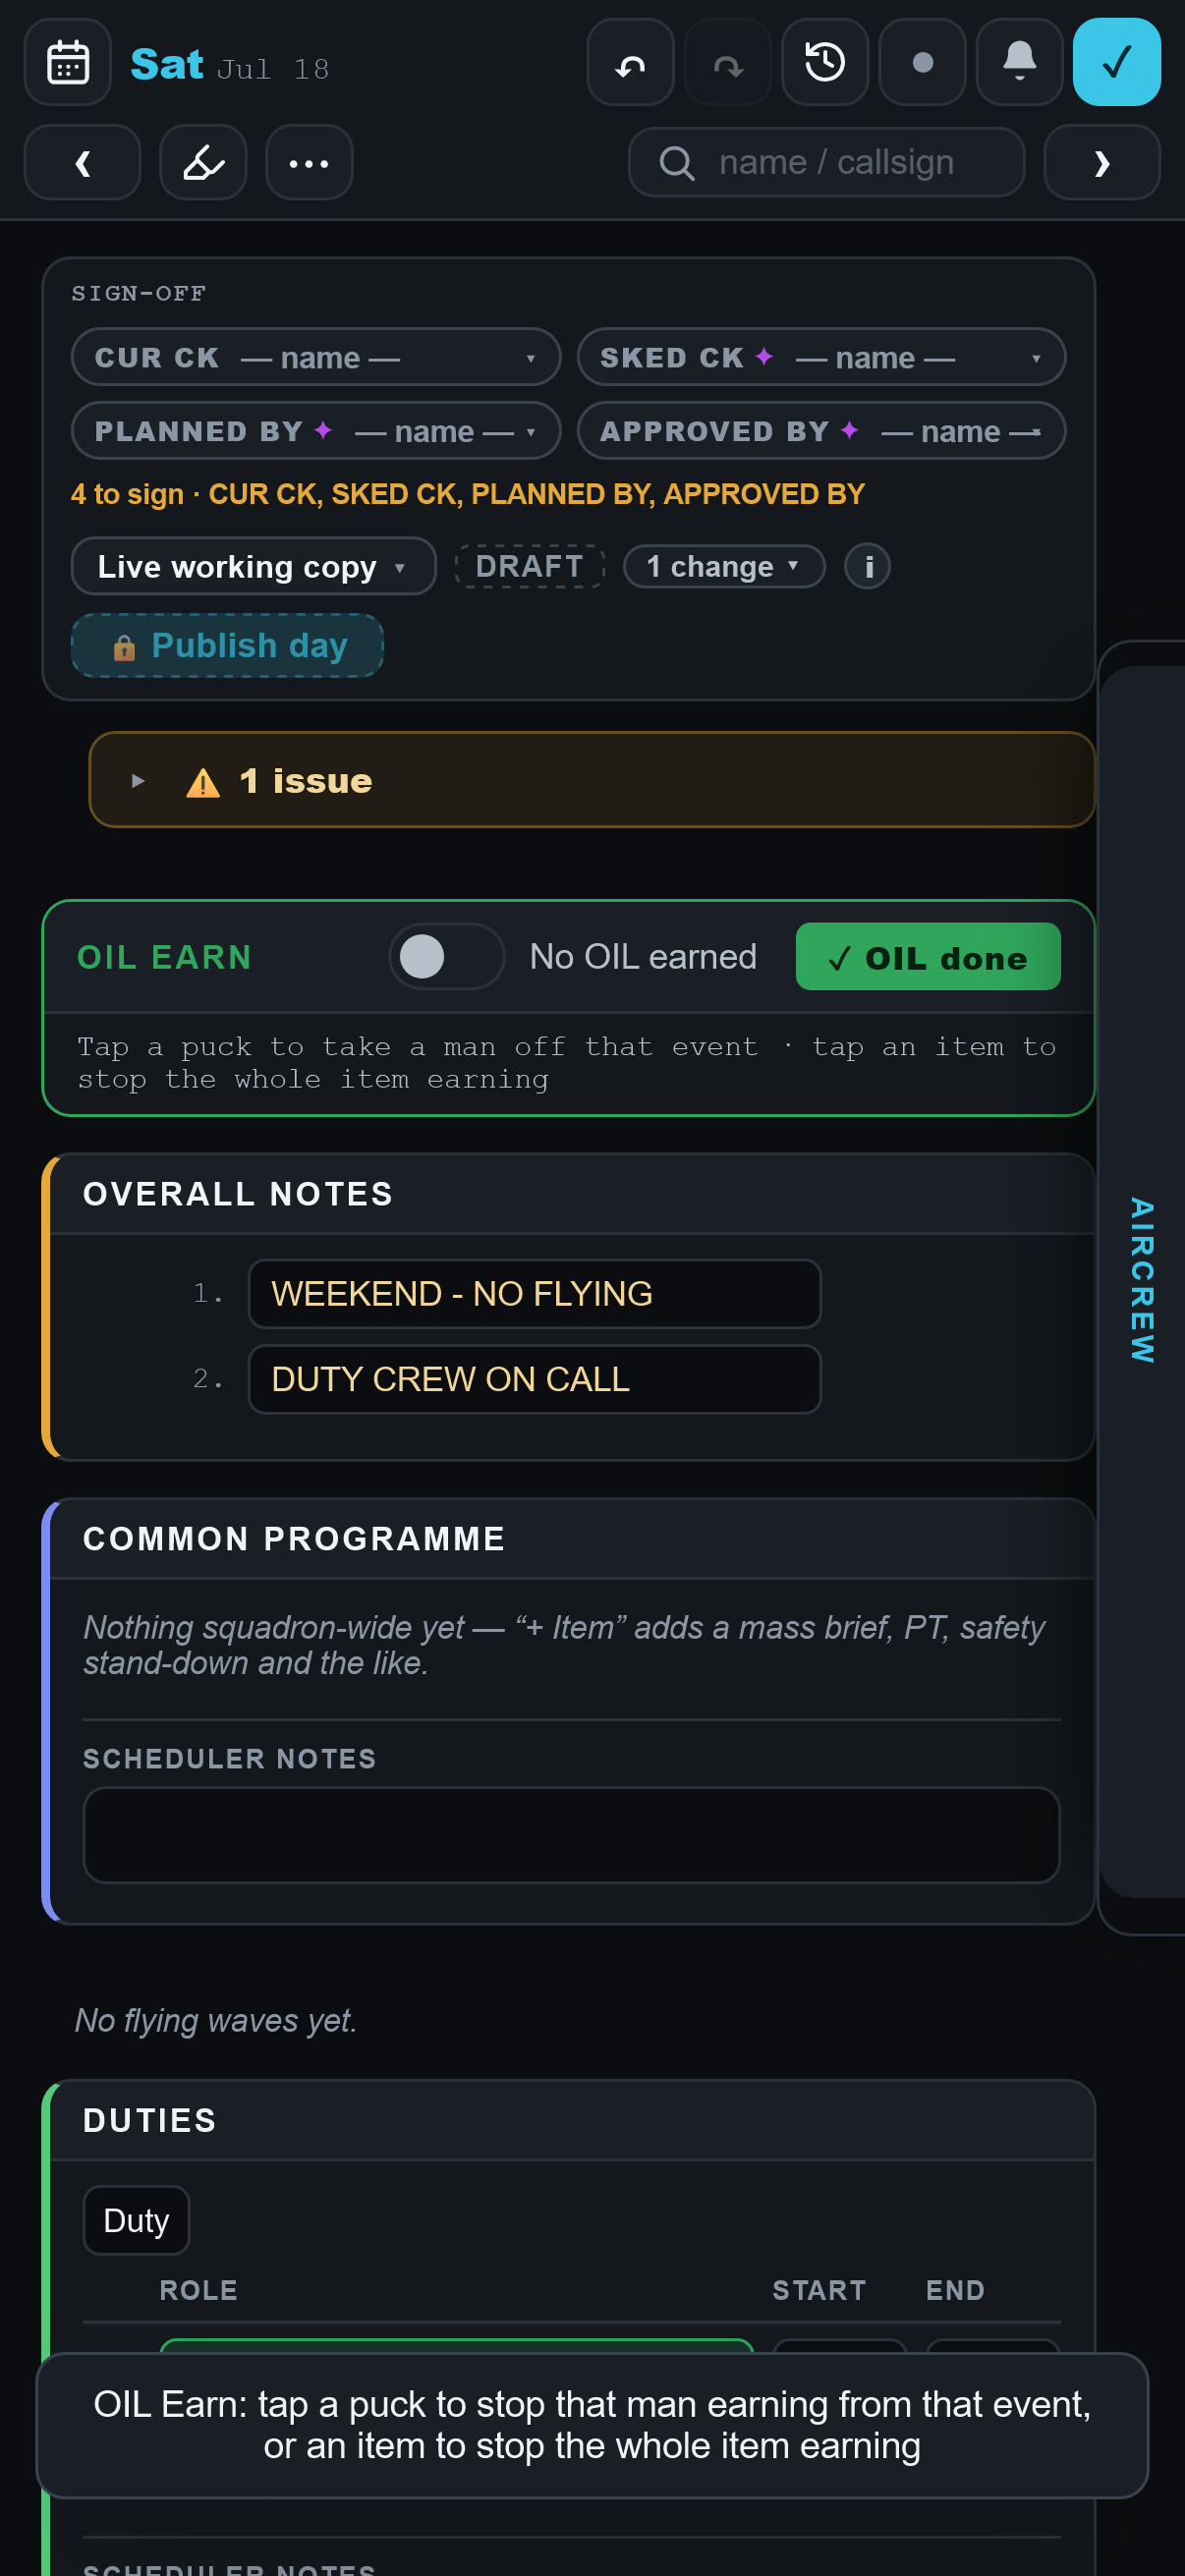 Sat Jul 18
name / callsign
SIGN-OFF
CUR CK — name —
SKED CK — name —
PLANNED BY — name —
APPROVED BY — name —
4 to sign · CUR CK, SKED CK, PLANNED BY, APPROVED BY
Live working copy
DRAFT
1 change
i
Publish day
1 issue
OIL EARN
No OIL earned
✓ OIL done
Tap a puck to take a man off that event · tap an item to
stop the whole item earning
OVERALL NOTES
1. WEEKEND - NO FLYING
2. DUTY CREW ON CALL
AIRCREW
COMMON PROGRAMME
Nothing squadron-wide yet — “+ Item” adds a mass brief, PT, safety
stand-down and the like.
SCHEDULER NOTES
No flying waves yet.
DUTIES
Duty
ROLE START END
OIL Earn: tap a puck to stop that man earning from that event,
or an item to stop the whole item earning
SCHEDULER NOTES